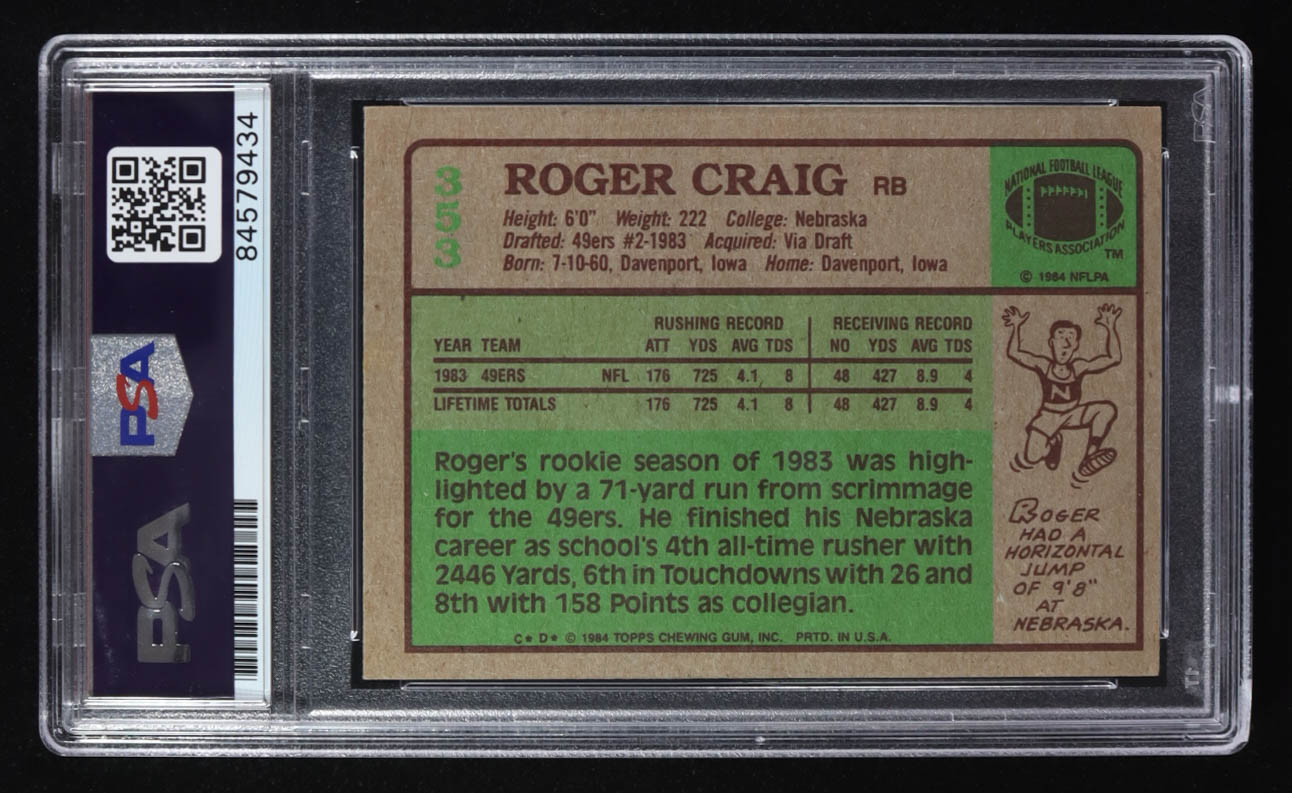 84579434
PSA
PSA
353
ROGER CRAIG RB
Height: 6'0" Weight: 222 College: Nebraska
Drafted: 49ers #2-1983 Acquired: Via Draft
Born: 7-10-60, Davenport, Iowa Home: Davenport, Iowa
NATIONAL FOOTBALL LEAGUE
PLAYERS ASSOCIATION
TM
© 1984 NFLPA
RUSHING RECORD RECEIVING RECORD
YEAR TEAM ATT YDS AVG TDS NO YDS AVG TDS
1983 49ERS NFL 176 725 4.1 8 48 427 8.9 4
LIFETIME TOTALS 176 725 4.1 8 48 427 8.9 4
Roger's rookie season of 1983 was high-
lighted by a 71-yard run from scrimmage
for the 49ers. He finished his Nebraska
career as school's 4th all-time rusher with
2446 Yards, 6th in Touchdowns with 26 and
8th with 158 Points as collegian.
C* D* © 1984 TOPPS CHEWING GUM, INC. PRTD. IN U.S.A.
N
ROGER
HAD A
HORIZONTAL
JUMP
OF 9'8"
AT
NEBRASKA.
PSA